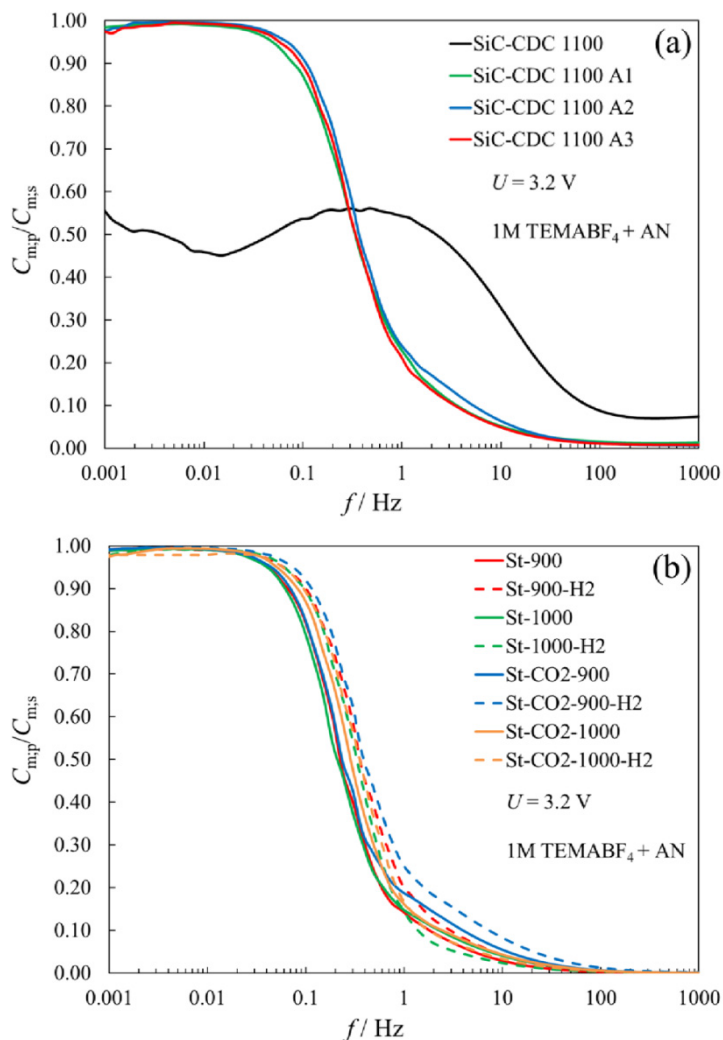 1.00
0.90
0.80
0.70
0.60
0.50
0.40
0.30
0.20
0.10
0.00
Cm;p/Cm;s
(a)
SiC-CDC 1100
SiC-CDC 1100 A1
SiC-CDC 1100 A2
SiC-CDC 1100 A3
U = 3.2 V
1M TEMABF4 + AN
0.001 0.01 0.1 1 10 100 1000
f / Hz
1.00
0.90
0.80
0.70
0.60
0.50
0.40
0.30
0.20
0.10
0.00
Cm;p/Cm;s
(b)
St-900
St-900-H2
St-1000
St-1000-H2
St-CO2-900
St-CO2-900-H2
St-CO2-1000
St-CO2-1000-H2
U = 3.2 V
1M TEMABF4 + AN
0.001 0.01 0.1 1 10 100 1000
f / Hz